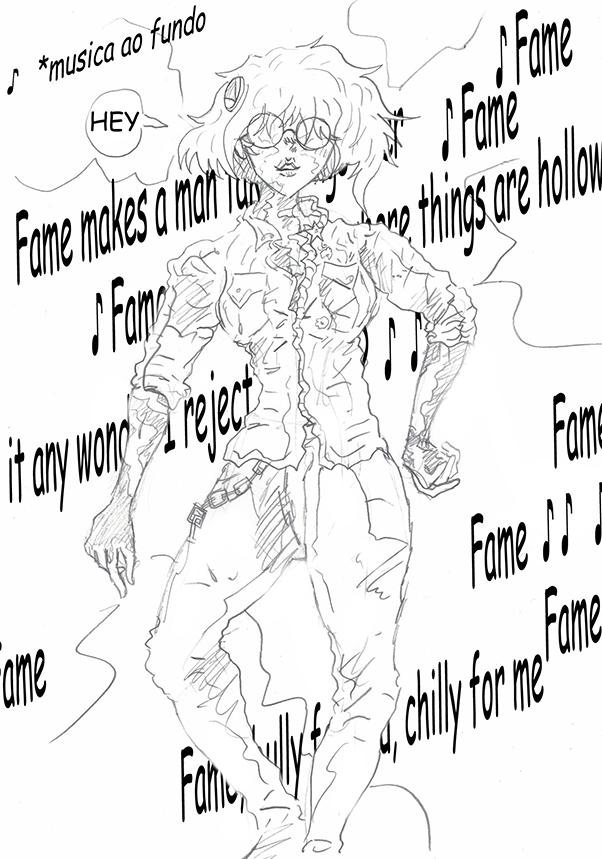 ♪ *musica ao fundo
HEY
♪ Fame
♪ Fame
Fame makes a man
things are hollow
♪ Fame
♪ ♪
it any I reject
Fame
Fame ♪ ♪ ♪
Fame
Fame
Fame, for chilly for me